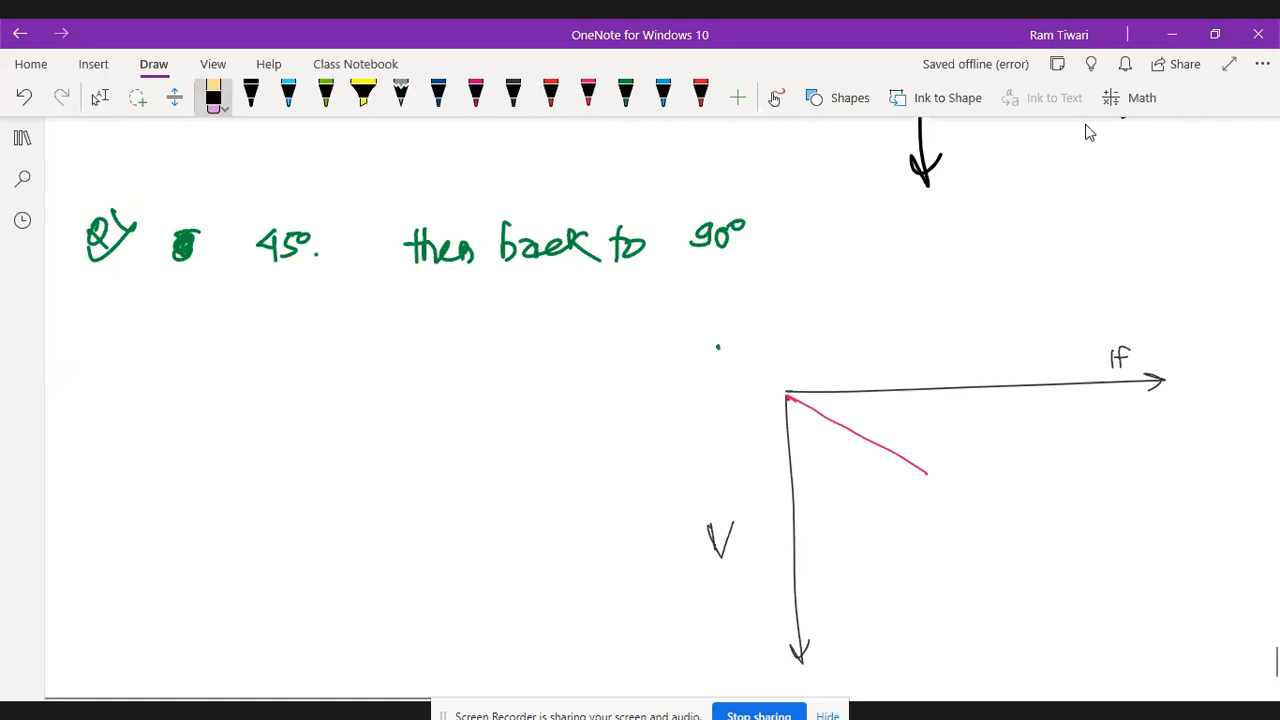 OneNote for Windows 10
Ram Tiwari
Home Insert Draw View Help Class Notebook
Saved offline (error) Share
Shapes Ink to Shape Ink to Text Math
Q) 45°. then back to 90°
If
V
Screen Recorder is sharing your screen and audio. Stop sharing Hide